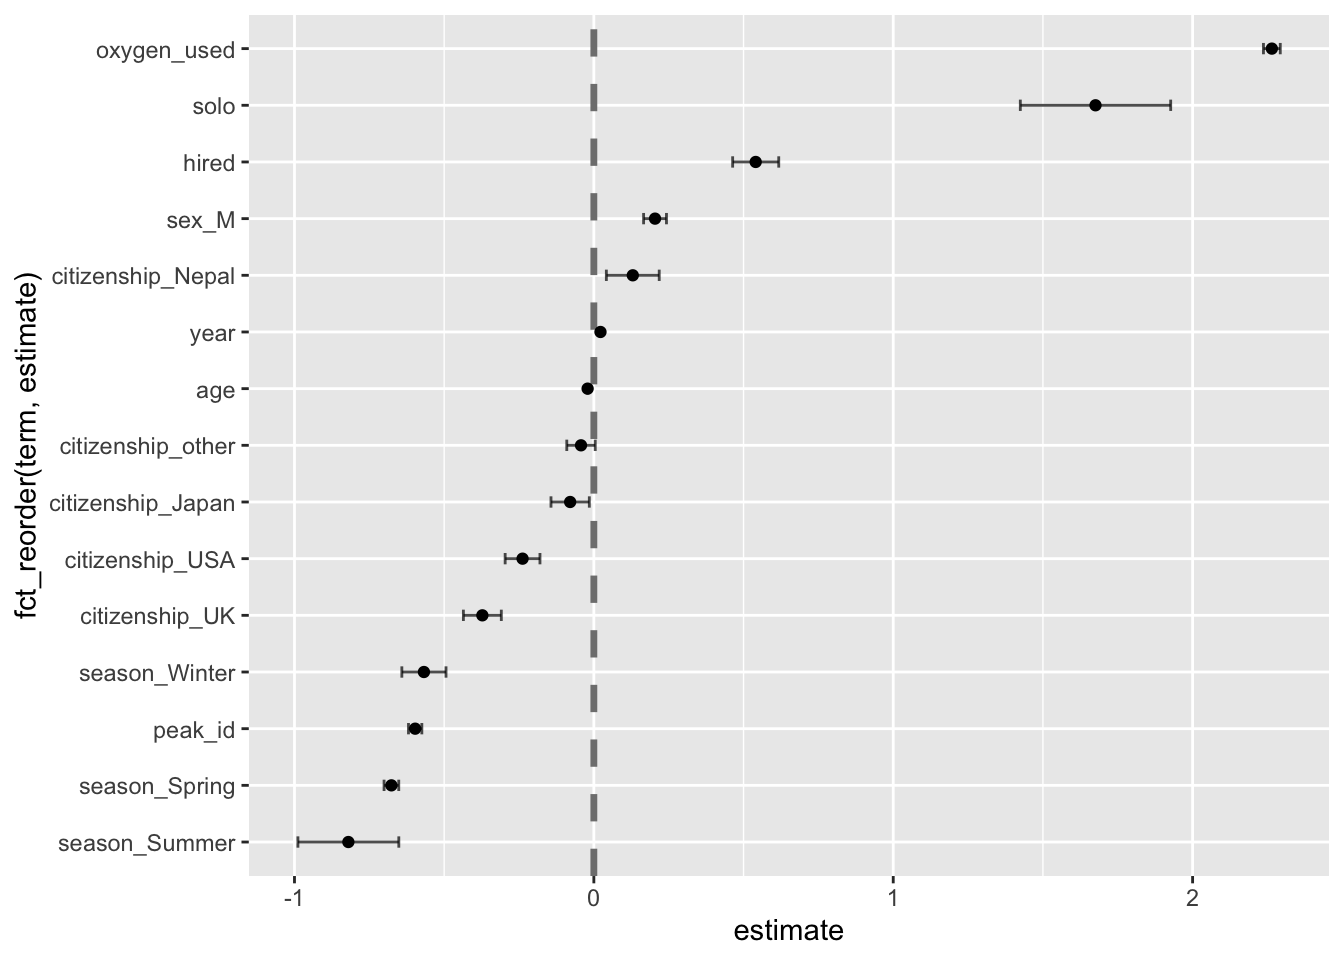 oxygen_used
solo
hired
sex_M
citizenship_Nepal
year
age
citizenship_other
citizenship_Japan
citizenship_USA
citizenship_UK
season_Winter
peak_id
season_Spring
season_Summer
fct_reorder(term, estimate)
-1 0 1 2
estimate